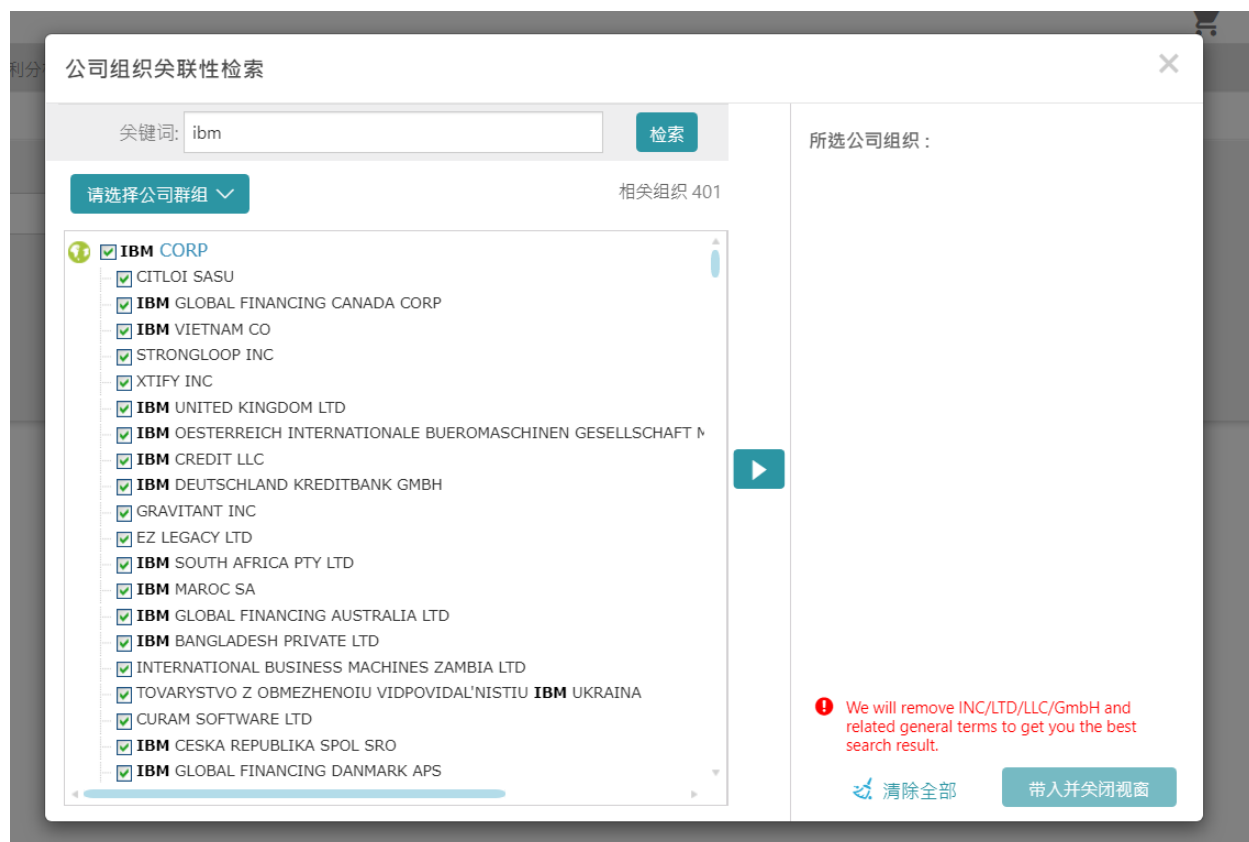 利分
公司组织关联性检索
关键词:
ibm
检索
所选公司组织 :
请选择公司群组
相关组织 401
IBM CORP
CITLOI SASU
IBM GLOBAL FINANCING CANADA CORP
IBM VIETNAM CO
STRONGLOOP INC
XTIFY INC
IBM UNITED KINGDOM LTD
IBM OESTERREICH INTERNATIONALE BUEROMASCHINEN GESELLSCHAFT
IBM CREDIT LLC
IBM DEUTSCHLAND KREDITBANK GMBH
GRAVITANT INC
EZ LEGACY LTD
IBM SOUTH AFRICA PTY LTD
IBM MAROC SA
IBM GLOBAL FINANCING AUSTRALIA LTD
IBM BANGLADESH PRIVATE LTD
INTERNATIONAL BUSINESS MACHINES ZAMBIA LTD
TOVARYSTVO Z OBMEZHENOIU VIDPOVIDAL'NISTIU IBM UKRAINA
CURAM SOFTWARE LTD
IBM CESKA REPUBLIKA SPOL SRO
IBM GLOBAL FINANCING DANMARK APS
We will remove INC/LTD/LLC/GmbH and
related general terms to get you the best
search result.
清除全部
带入并关闭视窗